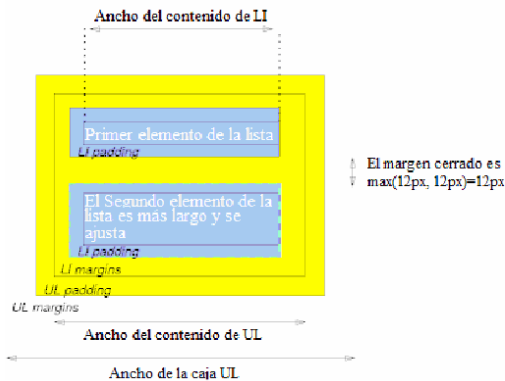 Ancho del contenido de LI
Primer elemento de la lista
LI padding
El margen cerrado es
max(12px, 12px)=12px
El Segundo elemento de la
lista es más largo y se
ajusta
LI padding
LI margins
UL padding
UL margins
Ancho del contenido de UL
Ancho de la caja UL